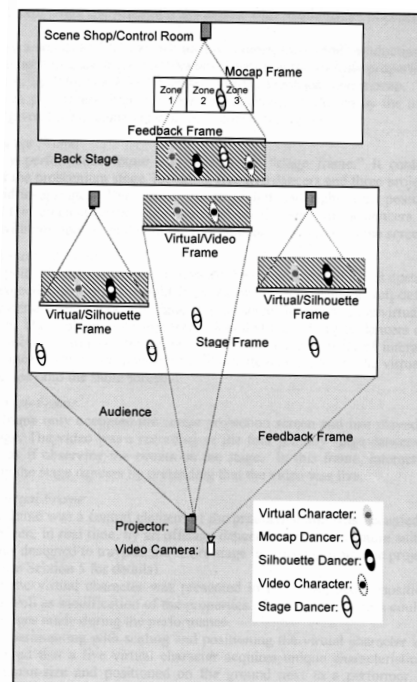 Scene Shop/Control Room
Mocap Frame
Zone 1
Zone 2
Zone 3
Feedback Frame
Back Stage
Virtual/Video
Frame
Virtual/Silhouette
Frame
Virtual/Silhouette
Frame
Stage Frame
Audience
Feedback Frame
Projector:
Video Camera:
Virtual Character:
Mocap Dancer:
Silhouette Dancer:
Video Character:
Stage Dancer: